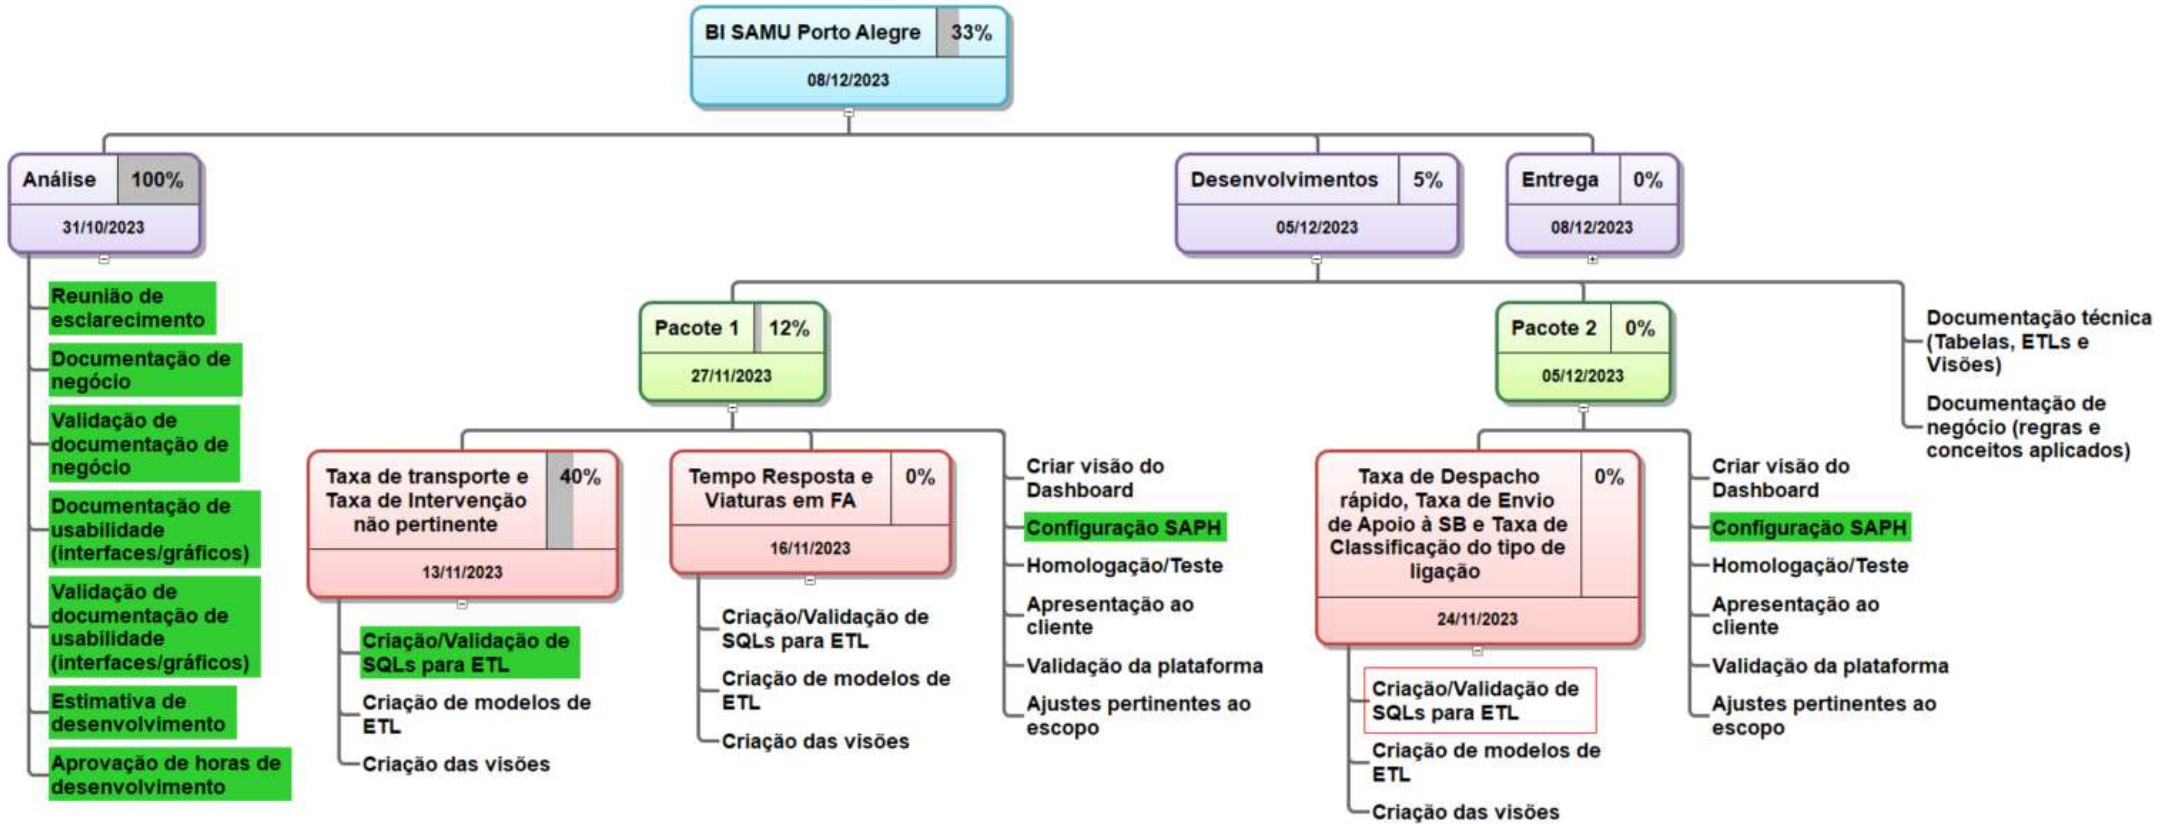 BI SAMU Porto Alegre 33%
08/12/2023
Análise 100%
31/10/2023
Reunião de
esclarecimento
Documentação de
negócio
Validação de
documentação de
negócio
Documentação de
usabilidade
(interfaces/gráficos)
Validação de
documentação de
usabilidade
(interfaces/gráficos)
Estimativa de
desenvolvimento
Aprovação de horas de
desenvolvimento
Desenvolvimentos 5%
05/12/2023
Pacote 1 12%
27/11/2023
Taxa de transporte e 40%
Taxa de Intervenção
não pertinente
13/11/2023
Criação/Validação de
SQLs para ETL
Criação de modelos de
ETL
Criação das visões
Tempo Resposta e 0%
Viaturas em FA
16/11/2023
Criação/Validação de
SQLs para ETL
Criação de modelos de
ETL
Criação das visões
Criar visão do
Dashboard
Configuração SAPH
Homologação/Teste
Apresentação ao
cliente
Validação da plataforma
Ajustes pertinentes ao
escopo
Pacote 2 0%
05/12/2023
Taxa de Despacho 0%
rápido, Taxa de Envio
de Apoio à SB e Taxa de
Classificação do tipo de
ligação
24/11/2023
Criação/Validação de
SQLs para ETL
Criação de modelos de
ETL
Criação das visões
Criar visão do
Dashboard
Configuração SAPH
Homologação/Teste
Apresentação ao
cliente
Validação da plataforma
Ajustes pertinentes ao
escopo
Documentação técnica
(Tabelas, ETLs e
Visões)
Documentação de
negócio (regras e
conceitos aplicados)
Entrega 0%
08/12/2023